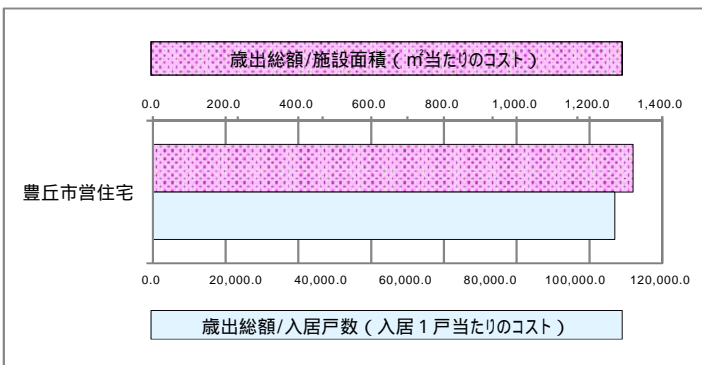 歳出総額/施設面積（㎡当たりのコスト）
0.0 200.0 400.0 600.0 800.0 1,000.0 1,200.0 1,400.0
豊丘市営住宅
0.0 20,000.0 40,000.0 60,000.0 80,000.0 100,000.0 120,000.0
歳出総額/入居戸数（入居１戸当たりのコスト）